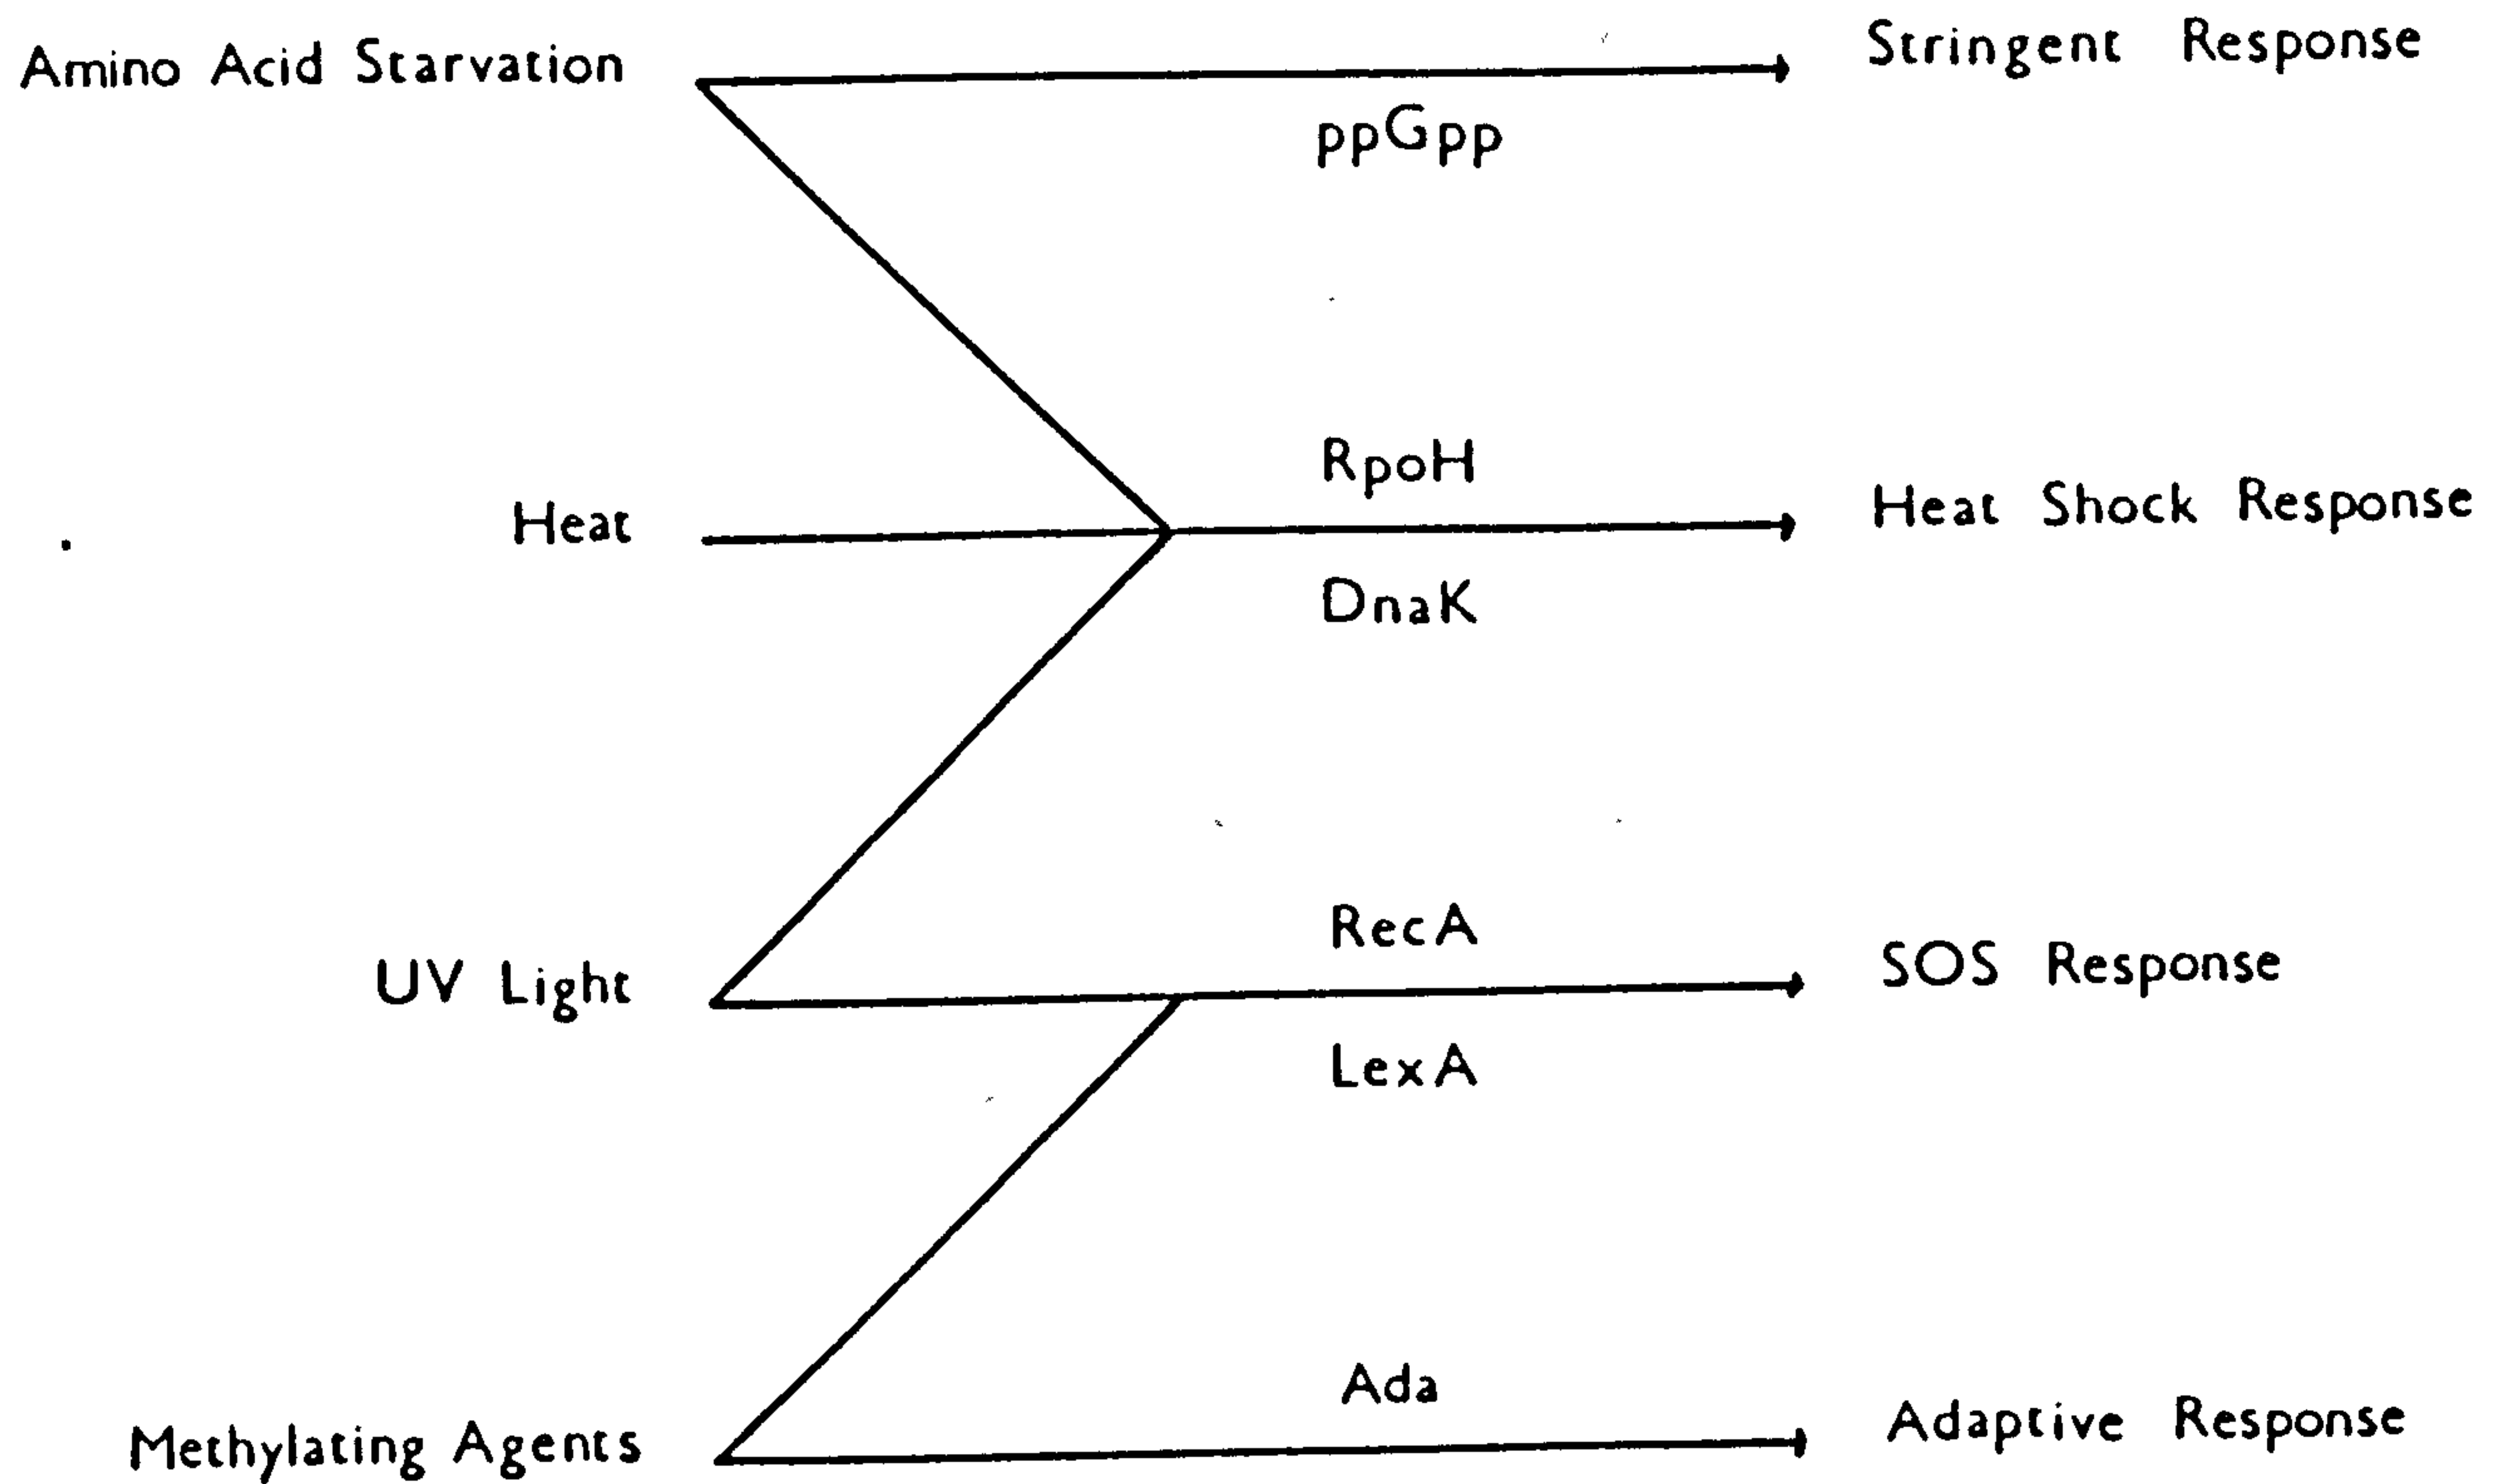 Amino Acid Starvation
Stringent Response
ppGpp
RpoH
Heat
Heat Shock Response
DnaK
RecA
UV Light
SOS Response
LexA
Ada
Methylating Agents
Adaptive Response